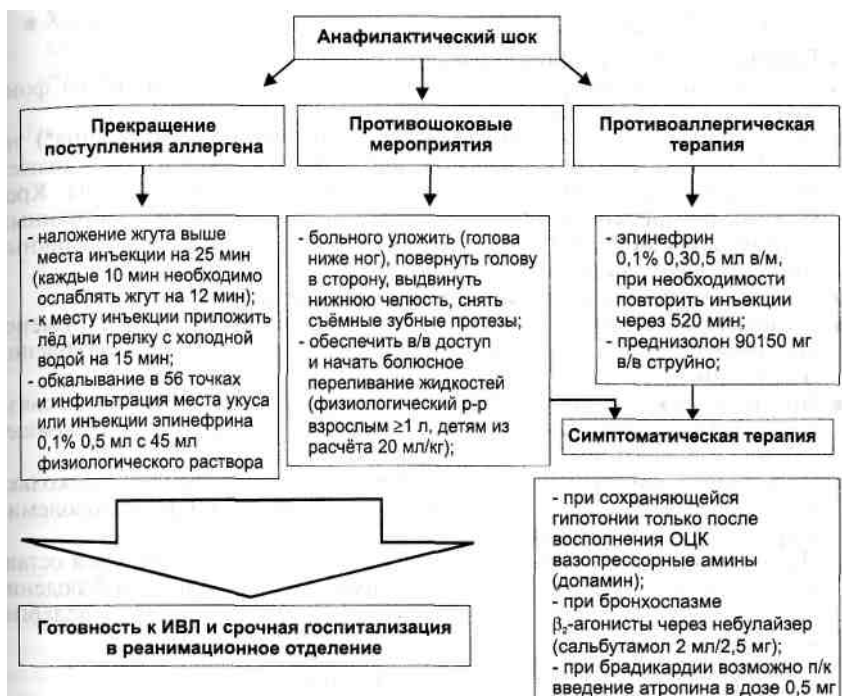 Анафилактический шок
Прекращение
поступления аллергена
Противошоковые
мероприятия
Противоаллергическая
терапия
- наложение жгута выше
места инъекции на 25 мин
(каждые 10 мин необходимо
ослаблять жгут на 12 мин);
- к месту инъекции приложить
лёд или грелку с холодной
водой на 15 мин;
- обкалывание в 56 точках
и инфильтрация места укуса
или инъекции эпинефрина
0,1% 0,5 мл с 45 мл
физиологического раствора
- больного уложить (голова
ниже ног), повернуть голову
в сторону, выдвинуть
нижнюю челюсть, снять
съёмные зубные протезы;
- обеспечить в/в доступ
и начать болюсное
переливание жидкостей
(физиологический р-р
взрослым ≥1 л, детям из
расчёта 20 мл/кг);
- эпинефрин
0,1% 0,30,5 мл в/м,
при необходимости
повторить инъекции
через 520 мин;
- преднизолон 90150 мг
в/в струйно;
Симптоматическая терапия
- при сохраняющейся
гипотонии только после
восполнения ОЦК
вазопрессорные амины
(допамин);
- при бронхоспазме
β₂-агонисты через небулайзер
(сальбутамол 2 мл/2,5 мг);
- при брадикардии возможно п/к
введение атропина в дозе 0,5 мг
Готовность к ИВЛ и срочная госпитализация
в реанимационное отделение